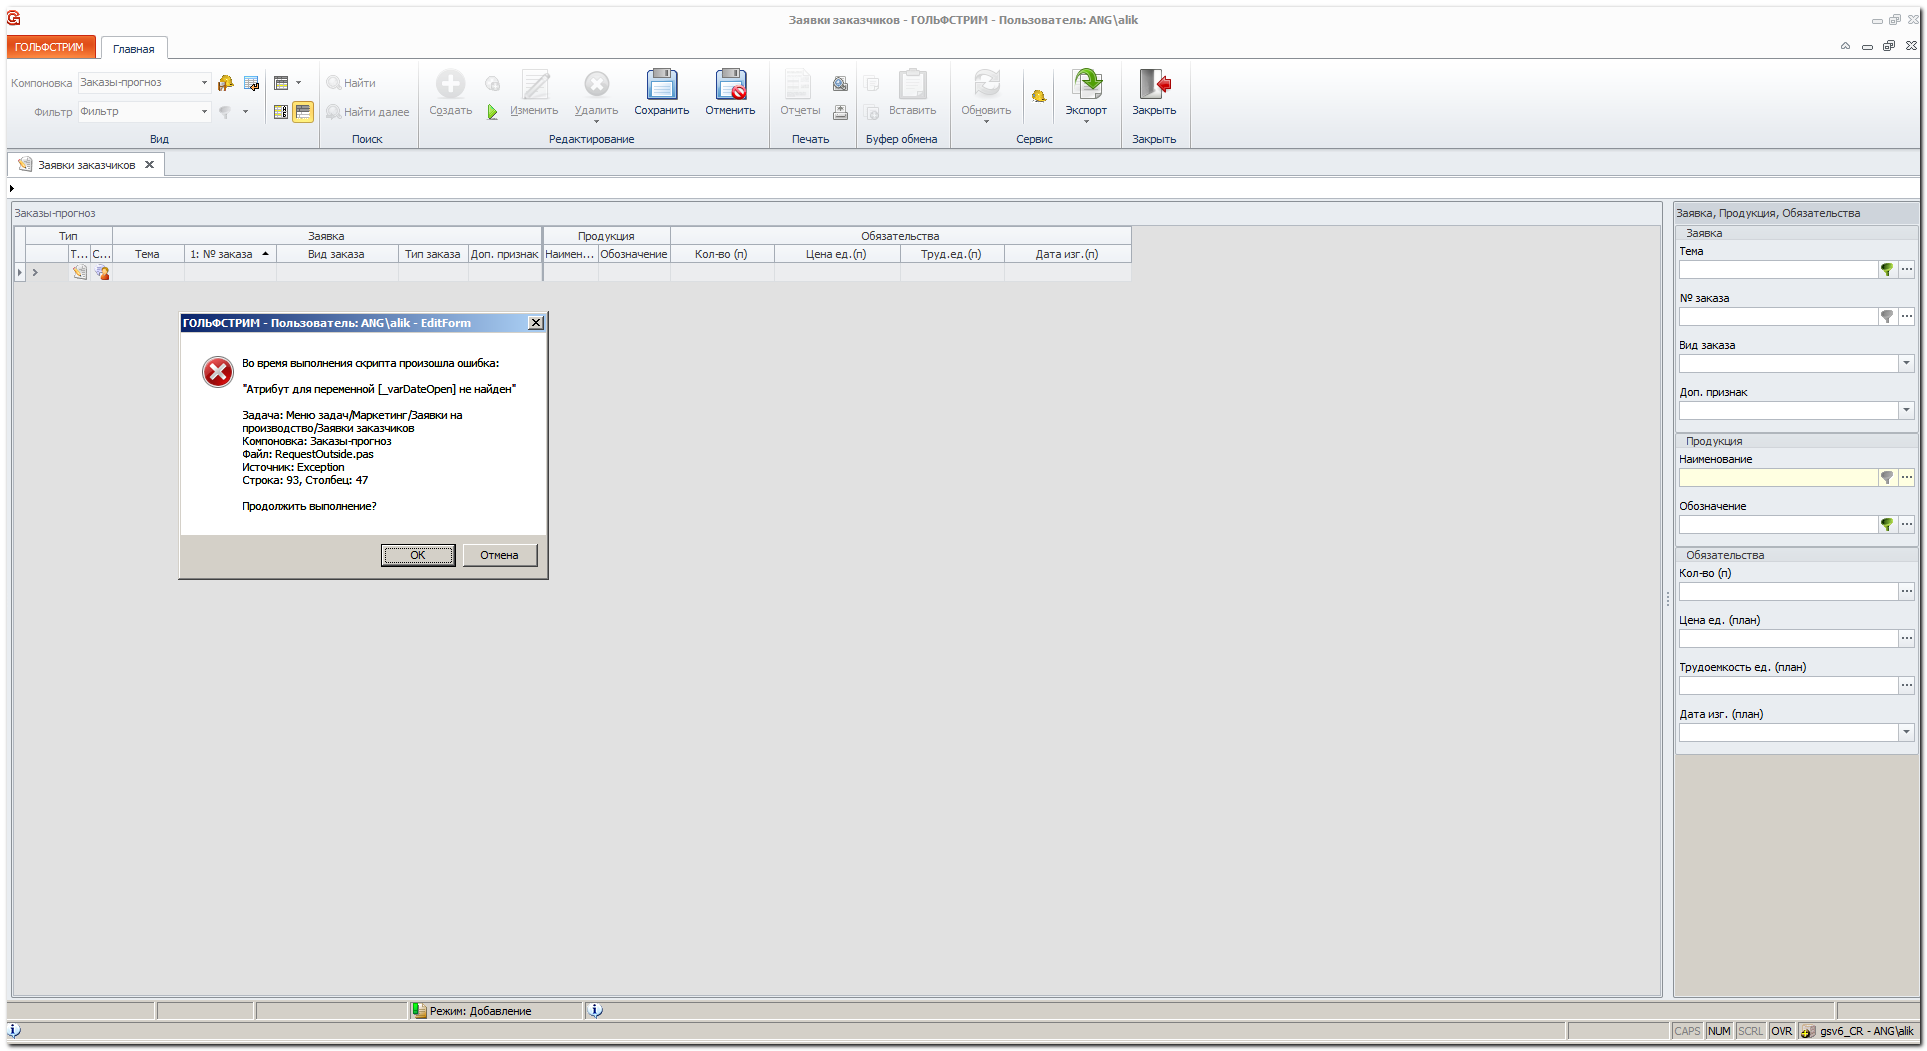 Заявки заказчиков - ГОЛЬФСТРИМ - Пользователь: ANG\alik
ГОЛЬФСТРИМ
Главная
Компоновка
Заказы-прогноз
Фильтр
Фильтр
Вид
Найти
Найти далее
Поиск
Создать
Изменить
Удалить
Сохранить
Отменить
Редактирование
Отчеты
Печать
Вставить
Буфер обмена
Обновить
Экспорт
Сервис
Закрыть
Закрыть
Заявки заказчиков
Заказы-прогноз
Тип
Заявка
Продукция
Обязательства
Т...
С...
Тема
1: № заказа
Вид заказа
Тип заказа
Доп. признак
Наимен...
Обозначение
Кол-во (п)
Цена ед.(п)
Труд.ед.(п)
Дата изг.(п)
ГОЛЬФСТРИМ - Пользователь: ANG\alik - EditForm
Во время выполнения скрипта произошла ошибка:
"Атрибут для переменной [_varDateOpen] не найден"
Задача: Меню задач/Маркетинг/Заявки на
производство/Заявки заказчиков
Компоновка: Заказы-прогноз
Файл: RequestOutside.pas
Источник: Exception
Строка: 93, Столбец: 47
Продолжить выполнение?
ОК
Отмена
Заявка, Продукция, Обязательства
Заявка
Тема
№ заказа
Вид заказа
Доп. признак
Продукция
Наименование
Обозначение
Обязательства
Кол-во (п)
Цена ед. (план)
Трудоемкость ед. (план)
Дата изг. (план)
Режим: Добавление
CAPS
NUM
SCRL
OVR
gsv6_CR - ANG\alik